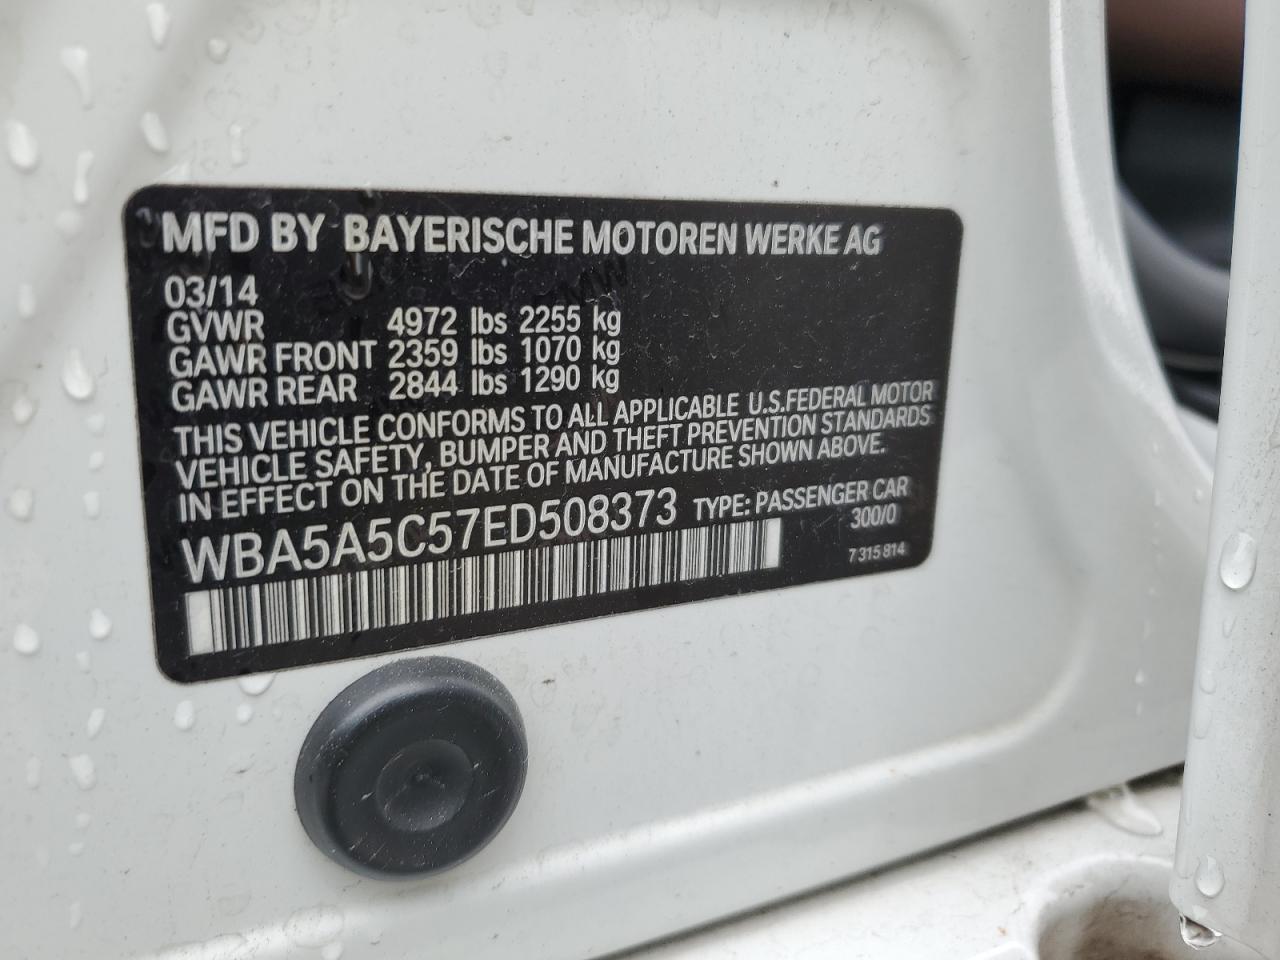 MFD BY BAYERISCHE MOTOREN WERKE AG
03/14
GVWR 4972 lbs 2255 kg
GAWR FRONT 2359 lbs 1070 kg
GAWR REAR 2844 lbs 1290 kg
THIS VEHICLE CONFORMS TO ALL APPLICABLE U.S.FEDERAL MOTOR
VEHICLE SAFETY, BUMPER AND THEFT PREVENTION STANDARDS
IN EFFECT ON THE DATE OF MANUFACTURE SHOWN ABOVE.
WBA5A5C57ED508373 TYPE: PASSENGER CAR
300/0
7 315 814